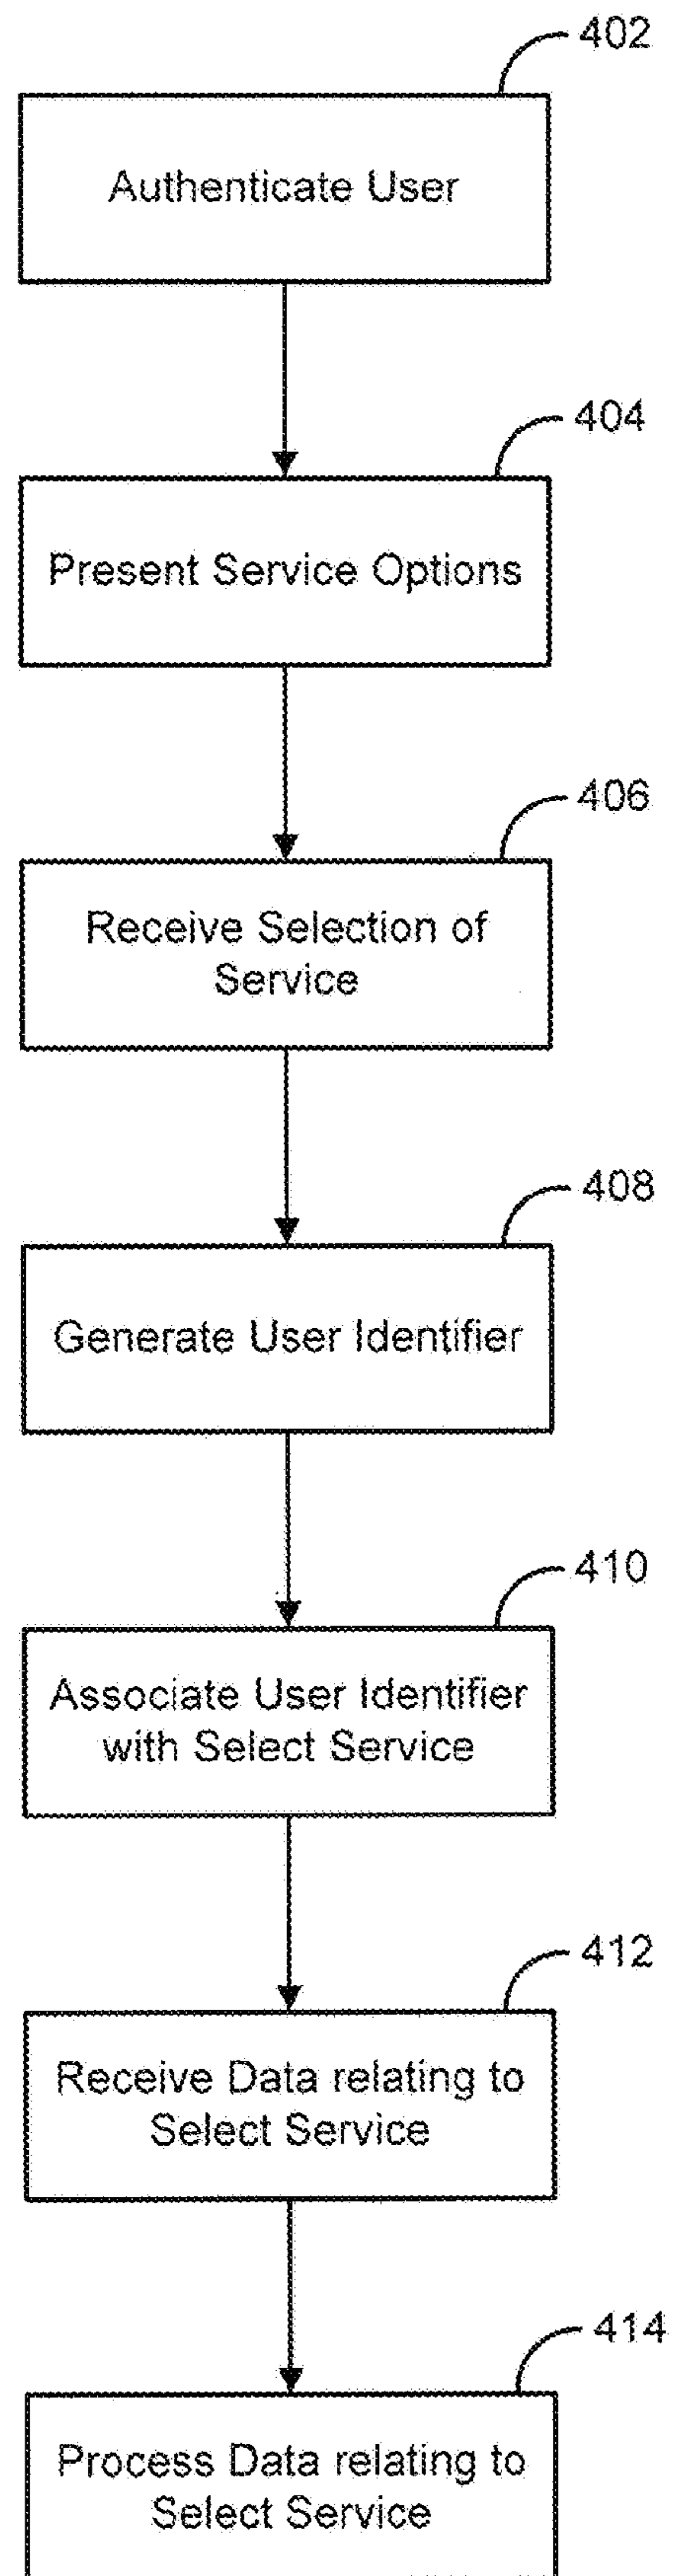 402
Authenticate User
404
Present Service Options
406
Receive Selection of
Service
408
Generate User Identifier
410
Associate User Identifier
with Select Service
412
Receive Data relating to
Select Service
414
Process Data relating to
Select Service